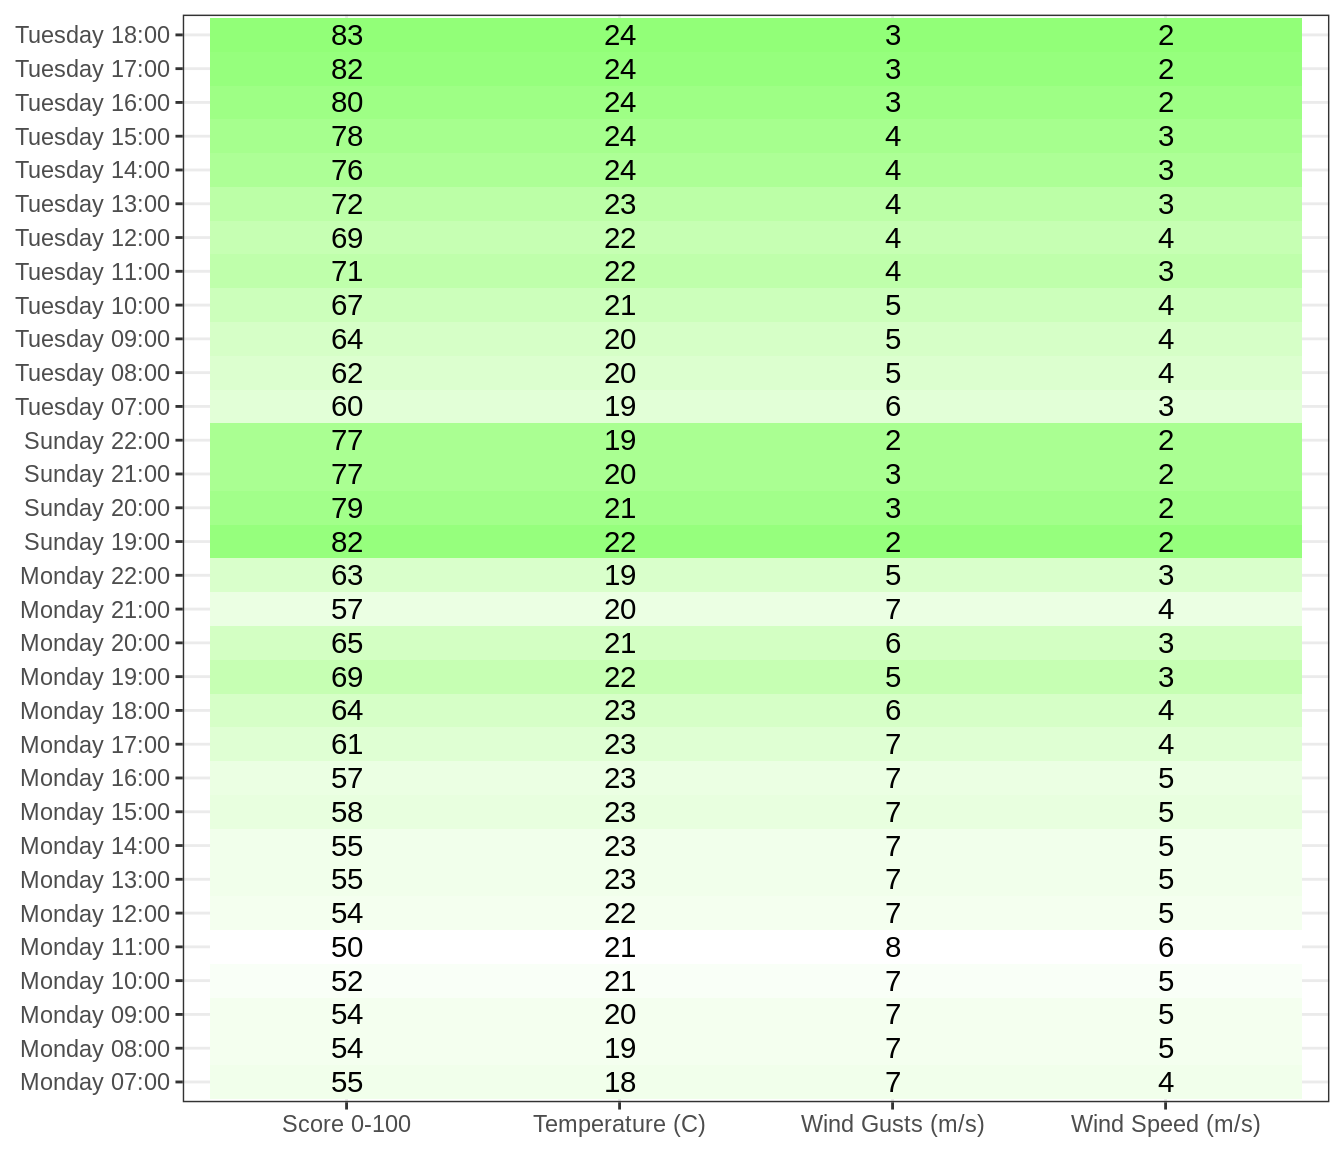 Tuesday 18:00 83 24 3 2
Tuesday 17:00 82 24 3 2
Tuesday 16:00 80 24 3 2
Tuesday 15:00 78 24 4 3
Tuesday 14:00 76 24 4 3
Tuesday 13:00 72 23 4 3
Tuesday 12:00 69 22 4 4
Tuesday 11:00 71 22 4 3
Tuesday 10:00 67 21 5 4
Tuesday 09:00 64 20 5 4
Tuesday 08:00 62 20 5 4
Tuesday 07:00 60 19 6 3
Sunday 22:00 77 19 2 2
Sunday 21:00 77 20 3 2
Sunday 20:00 79 21 3 2
Sunday 19:00 82 22 2 2
Monday 22:00 63 19 5 3
Monday 21:00 57 20 7 4
Monday 20:00 65 21 6 3
Monday 19:00 69 22 5 3
Monday 18:00 64 23 6 4
Monday 17:00 61 23 7 4
Monday 16:00 57 23 7 5
Monday 15:00 58 23 7 5
Monday 14:00 55 23 7 5
Monday 13:00 55 23 7 5
Monday 12:00 54 22 7 5
Monday 11:00 50 21 8 6
Monday 10:00 52 21 7 5
Monday 09:00 54 20 7 5
Monday 08:00 54 19 7 5
Monday 07:00 55 18 7 4
Score 0-100 Temperature (C) Wind Gusts (m/s) Wind Speed (m/s)